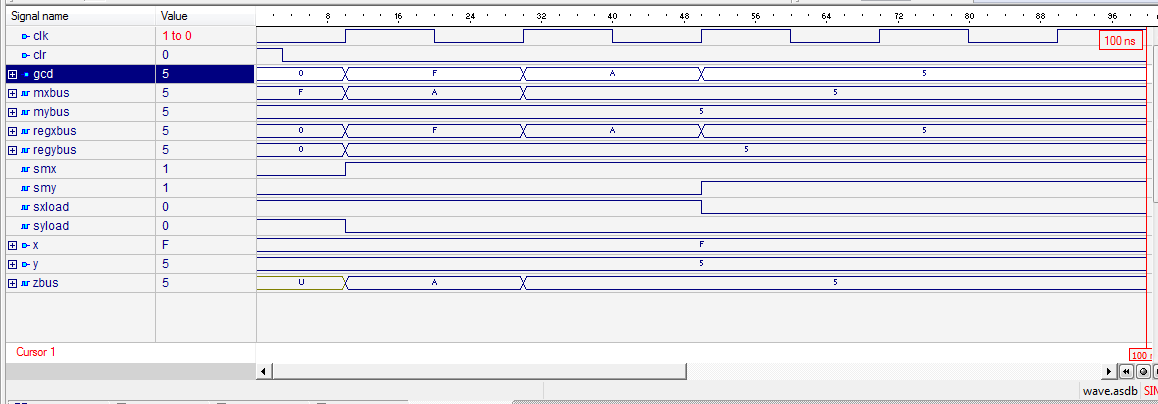 Signal name Value 8 16 24 32 40 48 56 64 72 80 88 96
clk 1 to 0 100 ns
clr 0
gcd 5 0 F A 5
mxbus 5 F A 5
mybus 5 5
regxbus 5 0 F A 5
regybus 5 0 5
smx 1
smy 1
sxload 0
syload 0
x F F
y 5 5
zbus 5 U A 5
Cursor 1
100 n
wave.asdb SIN